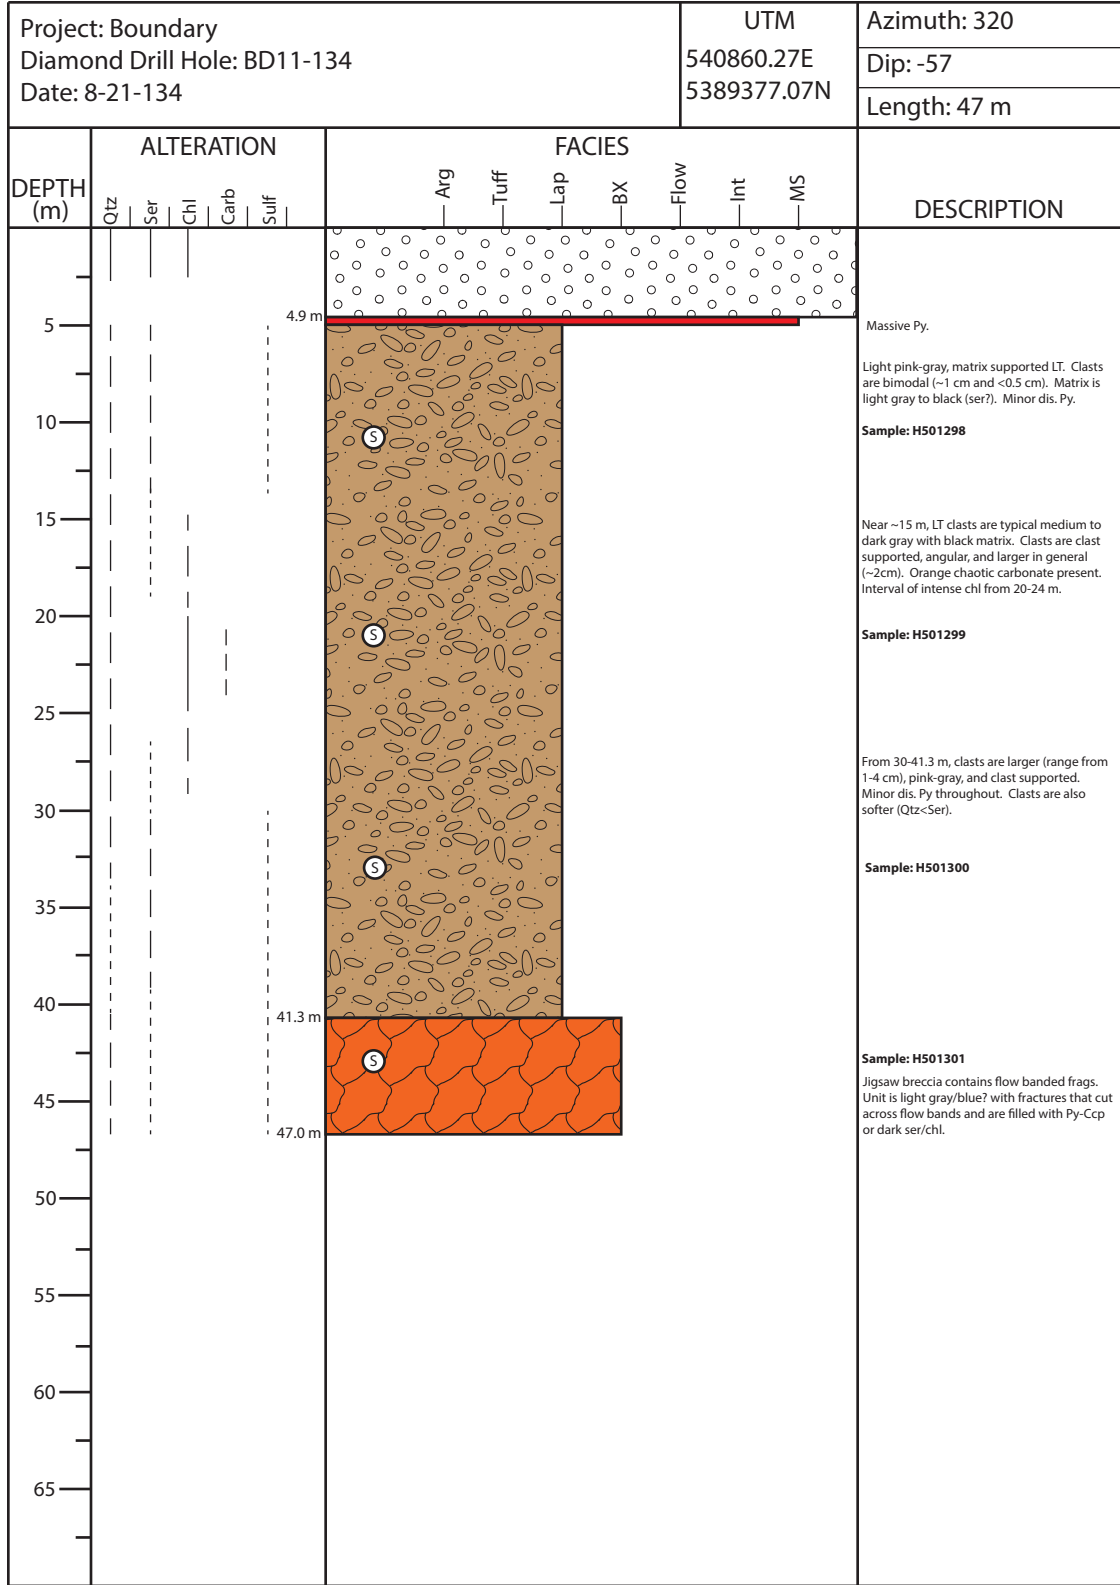 Project: Boundary
Diamond Drill Hole: BD11-134
Date: 8-21-134
UTM
540860.27E
5389377.07N
Azimuth: 320
Dip: -57
Length: 47 m
DEPTH
(m)
ALTERATION
Qtz
Ser
Chl
Carb
Sulf
FACIES
Arg
Tuff
Lap
BX
Flow
Int
MS
DESCRIPTION
4.9 m
5
Massive Py.
Light pink-gray, matrix supported LT. Clasts
are bimodal (~1 cm and <0.5 cm). Matrix is
light gray to black (ser?). Minor dis. Py.
10
S
Sample: H501298
15
Near ~15 m, LT clasts are typical medium to
dark gray with black matrix. Clasts are clast
supported, angular, and larger in general
(~2cm). Orange chaotic carbonate present.
Interval of intense chl from 20-24 m.
20
S
Sample: H501299
25
From 30-41.3 m, clasts are larger (range from
1-4 cm), pink-gray, and clast supported.
Minor dis. Py throughout. Clasts are also
softer (Qtz<Ser).
30
S
Sample: H501300
35
40
41.3 m
S
Sample: H501301
Jigsaw breccia contains flow banded frags.
Unit is light gray/blue? with fractures that cut
across flow bands and are filled with Py-Ccp
or dark ser/chl.
45
47.0 m
50
55
60
65